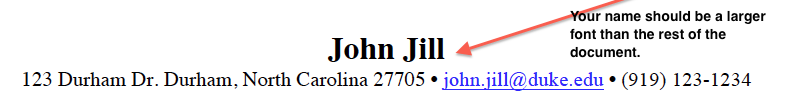 Your name should be a larger
font than the rest of the
document.
John Jill
123 Durham Dr. Durham, North Carolina 27705 • john.jill@duke.edu • (919) 123-1234